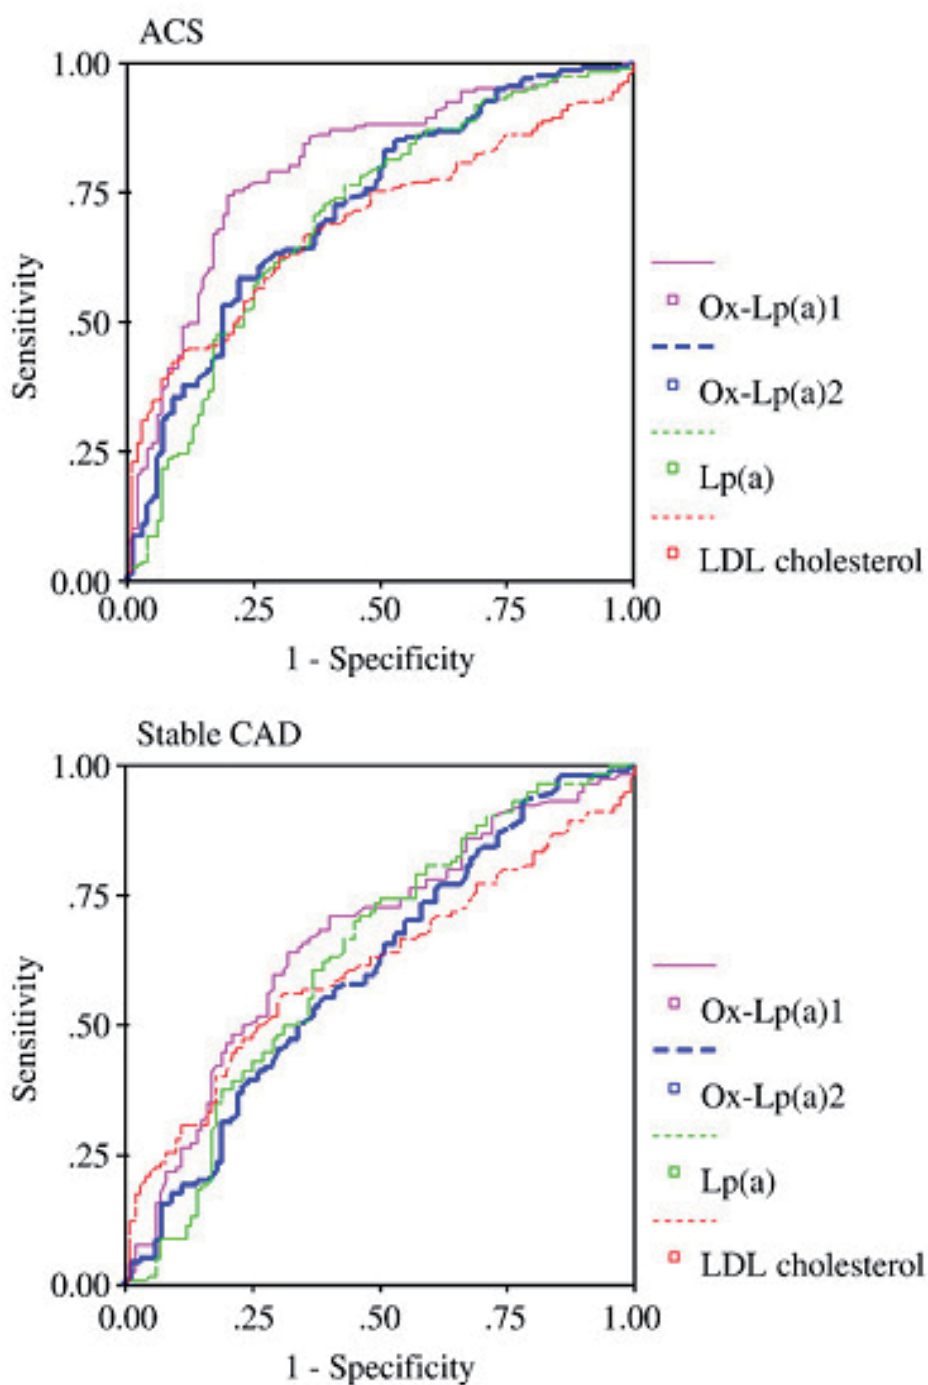 ACS
1.00
.75
.50
.25
0.00
Sensitivity
0.00 .25 .50 .75 1.00
1 - Specificity
Ox-Lp(a)1
Ox-Lp(a)2
Lp(a)
LDL cholesterol
Stable CAD
1.00
.75
.50
.25
0.00
Sensitivity
0.00 .25 .50 .75 1.00
1 - Specificity
Ox-Lp(a)1
Ox-Lp(a)2
Lp(a)
LDL cholesterol